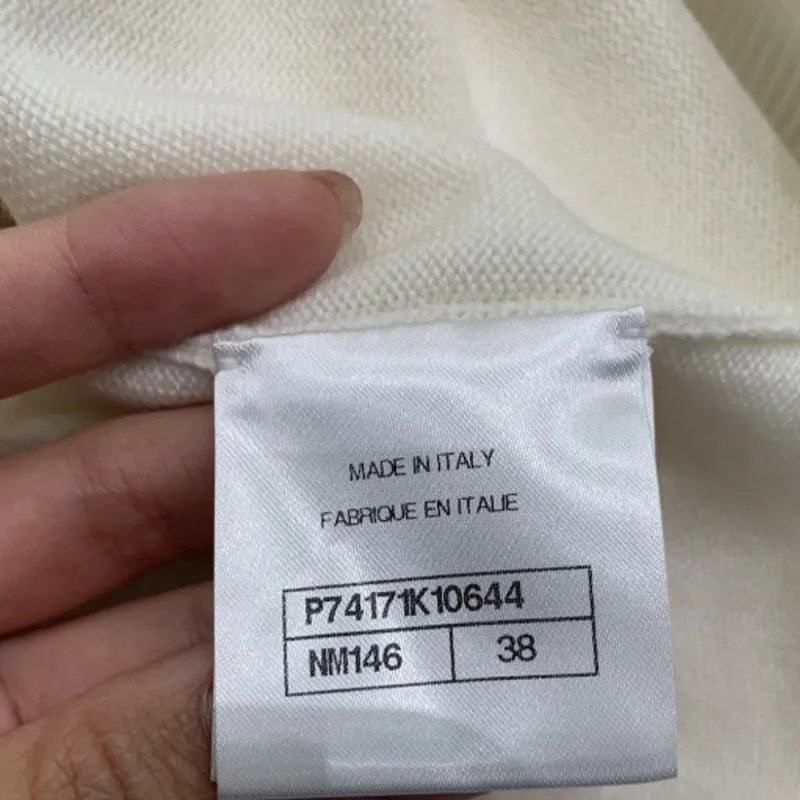 MADE IN ITALY
FABRIQUE EN ITALIE
P74171K10644
NM146 38